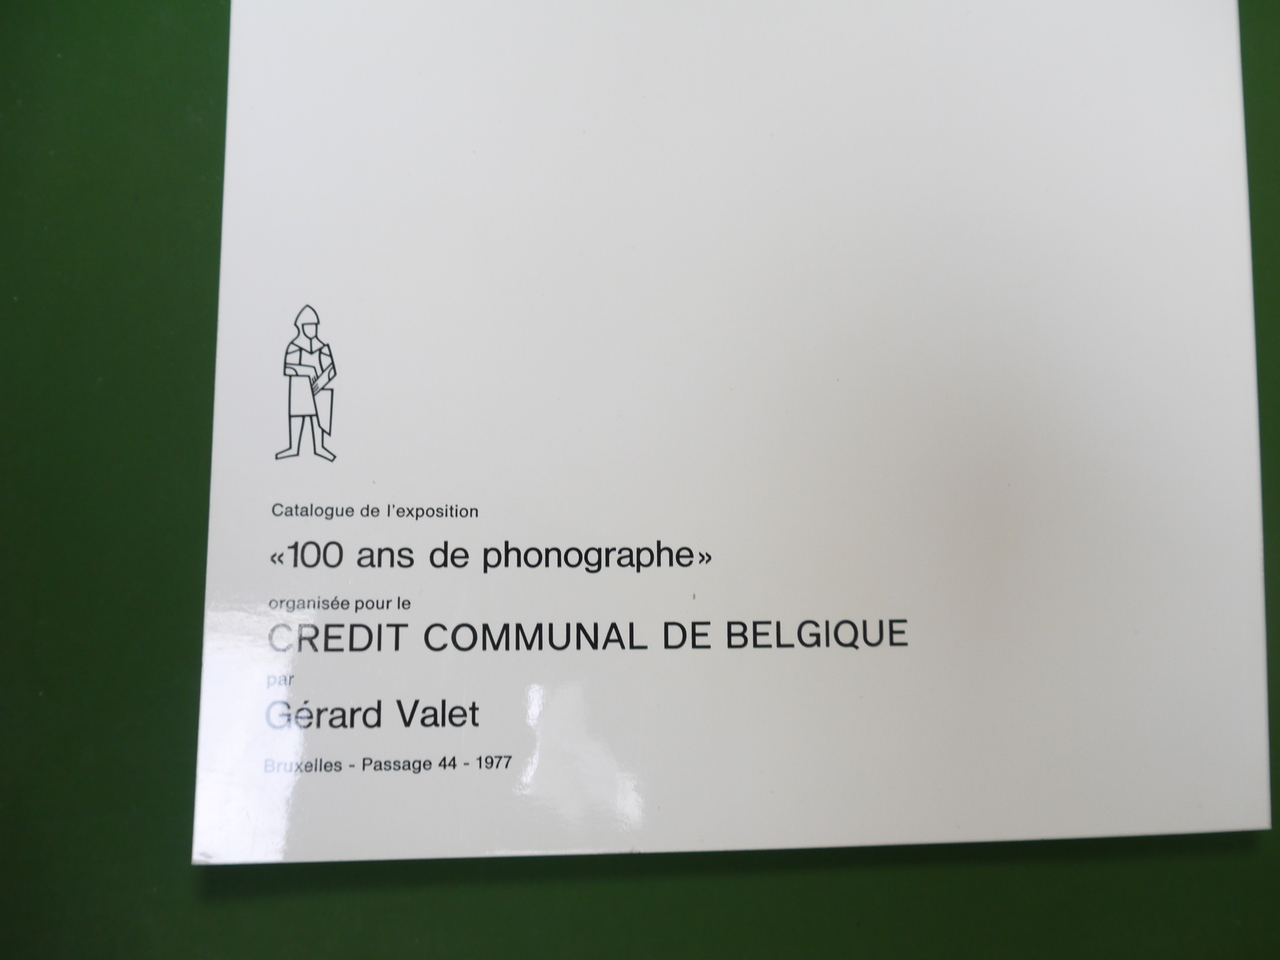 Catalogue de l'exposition
«100 ans de phonographe»
organisée pour le
CREDIT COMMUNAL DE BELGIQUE
par
Gérard Valet
Bruxelles - Passage 44 - 1977